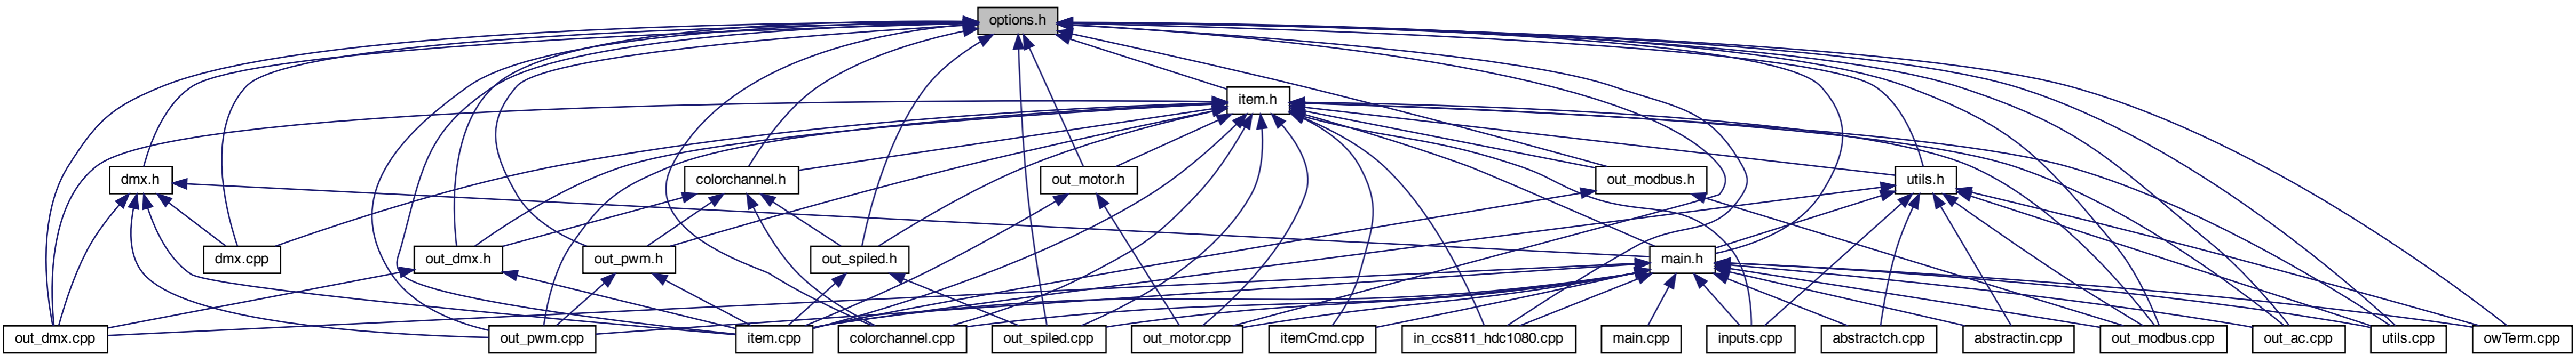 options.h
item.h
dmx.h
colorchannel.h
out_motor.h
out_modbus.h
utils.h
dmx.cpp
out_dmx.h
out_pwm.h
out_spiled.h
main.h
out_dmx.cpp
out_pwm.cpp
item.cpp
colorchannel.cpp
out_spiled.cpp
out_motor.cpp
itemCmd.cpp
in_ccs811_hdc1080.cpp
main.cpp
inputs.cpp
abstractch.cpp
abstractin.cpp
out_modbus.cpp
out_ac.cpp
utils.cpp
owTerm.cpp